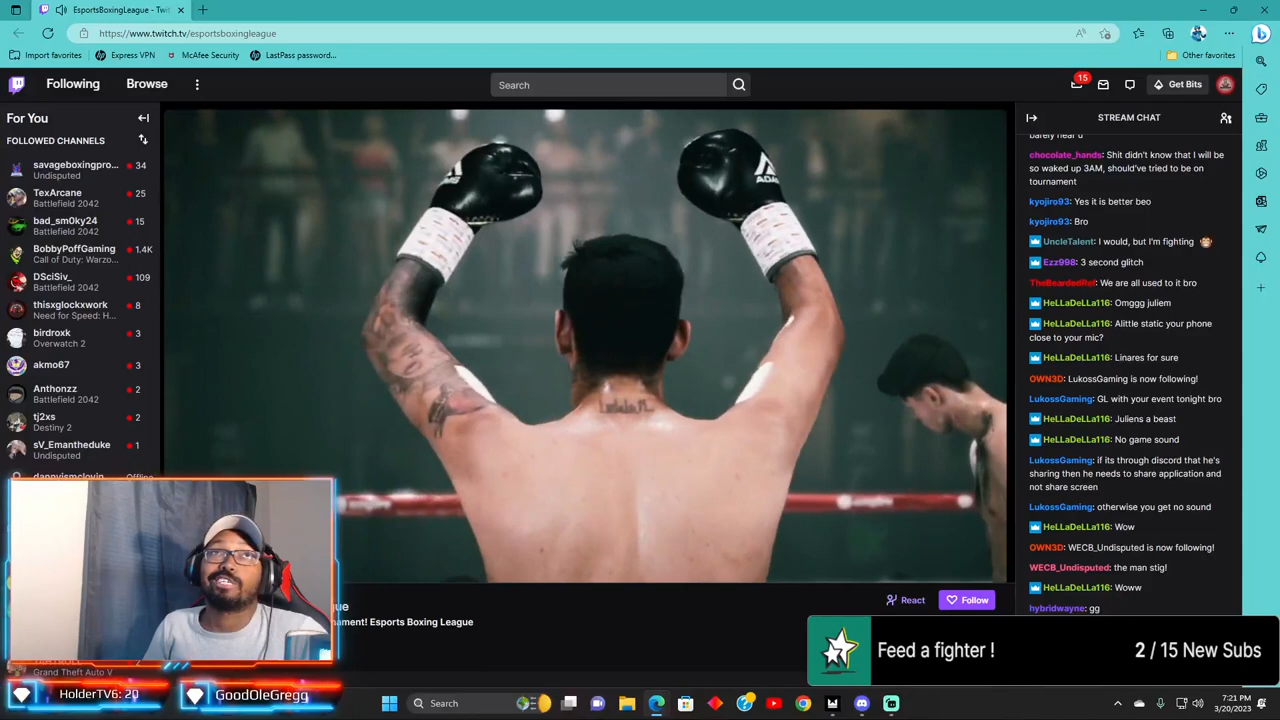 EsportsBoxingLeague - Twit
https://www.twitch.tv/esportsboxingleague
Import favorites
Express VPN
McAfee Security
LastPass password...
Other favorites
Following
Browse
Search
15
Get Bits
For You
FOLLOWED CHANNELS
savageboxingpro...
Undisputed
34
TexArcane
Battlefield 2042
25
bad_sm0ky24
Battlefield 2042
15
BobbyPoffGaming
Call of Duty: Warzo...
1.4K
DSciSiv_
Battlefield 2042
109
thisxglockxwork
Need for Speed: H...
8
birdroxk
Overwatch 2
3
akmo67
3
Anthonzz
Battlefield 2042
2
tj2xs
Destiny 2
2
sV_Emantheduke
Undisputed
1
dannyismclovin
Offline
Grand Theft Auto V
HolderTV6: 20
GoodOleGregg
React
Follow
nament! Esports Boxing League
STREAM CHAT
barely hear u
chocolate_hands: Shit didn't know that I will be
so waked up 3AM, should've tried to be on
tournament
kyojiro93: Yes it is better beo
kyojiro93: Bro
UncleTalent: I would, but I'm fighting
Ezz998: 3 second glitch
TheBeardedRef: We are all used to it bro
HeLLaDeLLa116: Omggg juliem
HeLLaDeLLa116: Alittle static your phone
close to your mic?
HeLLaDeLLa116: Linares for sure
OWN3D: LukossGaming is now following!
LukossGaming: GL with your event tonight bro
HeLLaDeLLa116: Juliens a beast
HeLLaDeLLa116: No game sound
LukossGaming: if its through discord that he's
sharing then he needs to share application and
not share screen
LukossGaming: otherwise you get no sound
HeLLaDeLLa116: Wow
OWN3D: WECB_Undisputed is now following!
WECB_Undisputed: the man stig!
HeLLaDeLLa116: Woww
hybridwayne: gg
Feed a fighter !
2 / 15 New Subs
Search
7:21 PM
3/20/2023